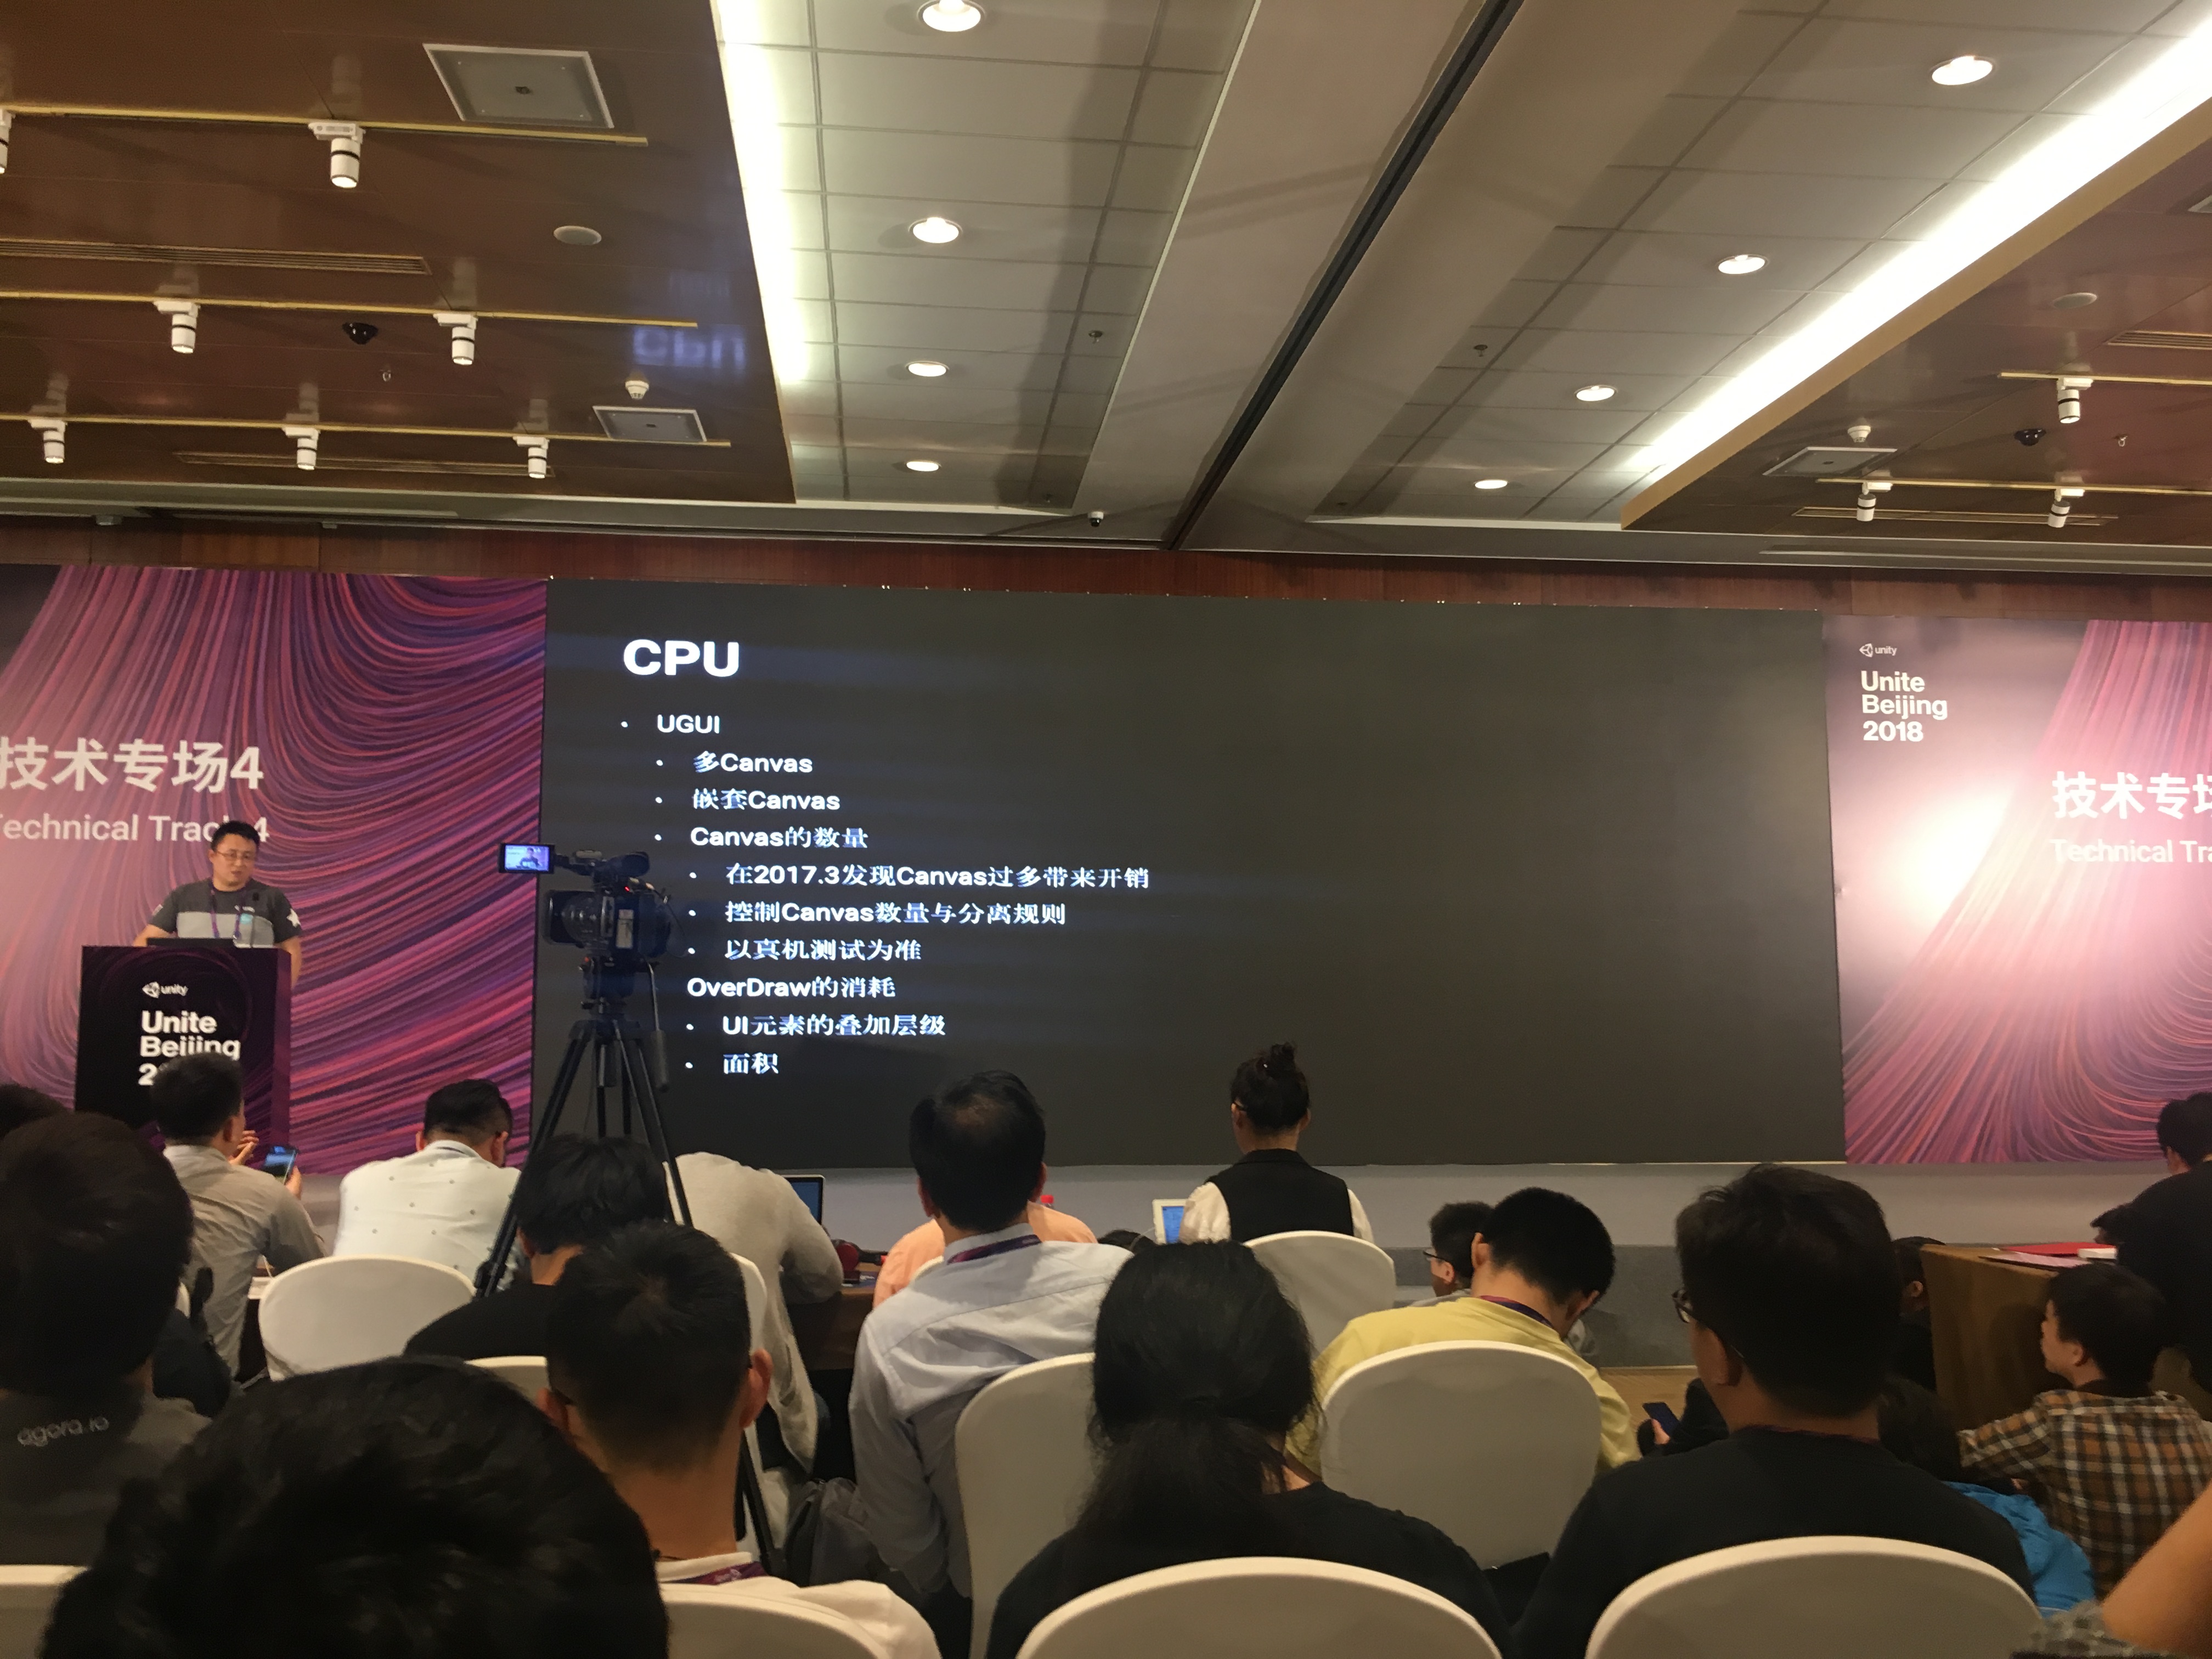 技术专场4
Technical Track 4
unity
Unite
Beijing
CPU
• UGUI
• 多Canvas
• 嵌套Canvas
• Canvas的数量
• 在2017.3发现Canvas过多带来开销
• 控制Canvas数量与分离规则
• 以真机测试为准
OverDraw的消耗
• UI元素的叠加层级
• 面积
unity
Unite
Beijing
2018
技术专场
Technical Tra
agora.io